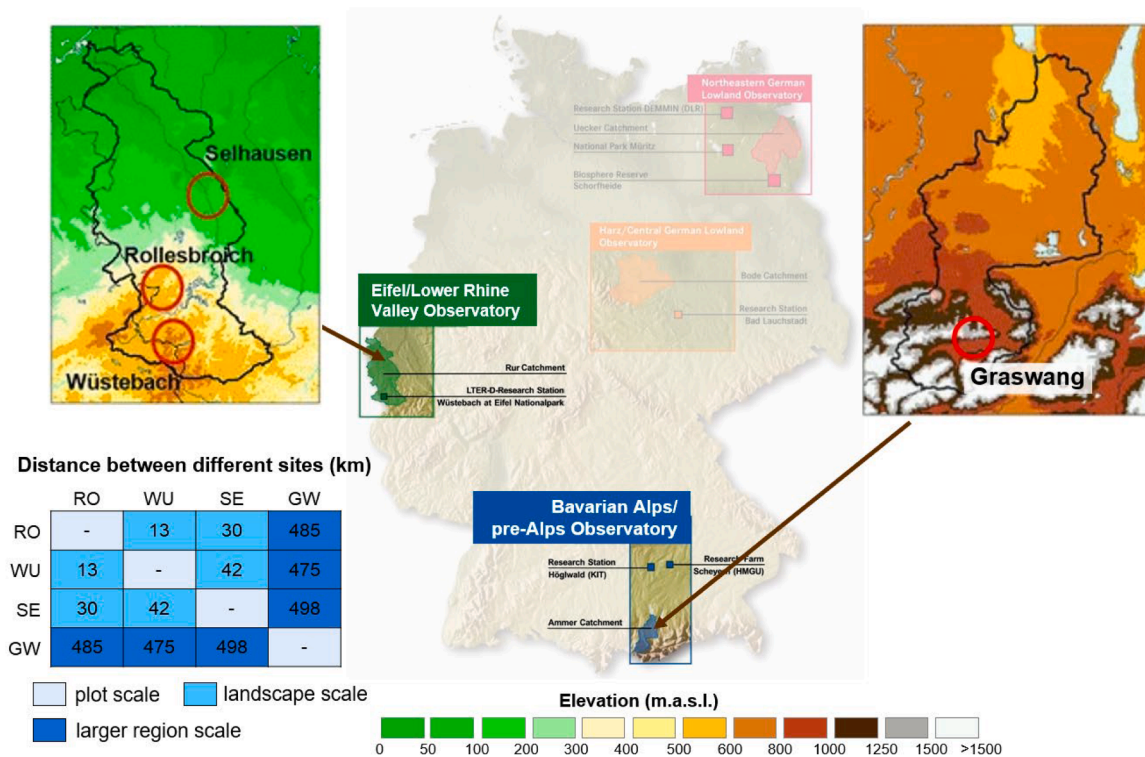 Selhausen
Rollesbroich
Wüstebach
Northeastern German
Lowland Observatory
Research Station DEMMIN (DLR)
Uecker Catchment
National Park Müritz
Biosphere Reserve
Schorfheide
Harz/Central German Lowland
Observatory
Bode Catchment
Research Station
Bad Lauchstadt
Eifel/Lower Rhine
Valley Observatory
Rur Catchment
LTER-D-Research Station
Wüstebach at Eifel Nationalpark
Graswang
Bavarian Alps/
pre-Alps Observatory
Research Station
Höglwald (KIT)
Research Farm
Scheyern (HMGU)
Ammer Catchment
Distance between different sites (km)
RO WU SE GW
RO - 13 30 485
WU 13 - 42 475
SE 30 42 - 498
GW 485 475 498 -
plot scale
landscape scale
larger region scale
Elevation (m.a.s.l.)
0 50 100 200 300 400 500 600 800 1000 1250 1500 >1500